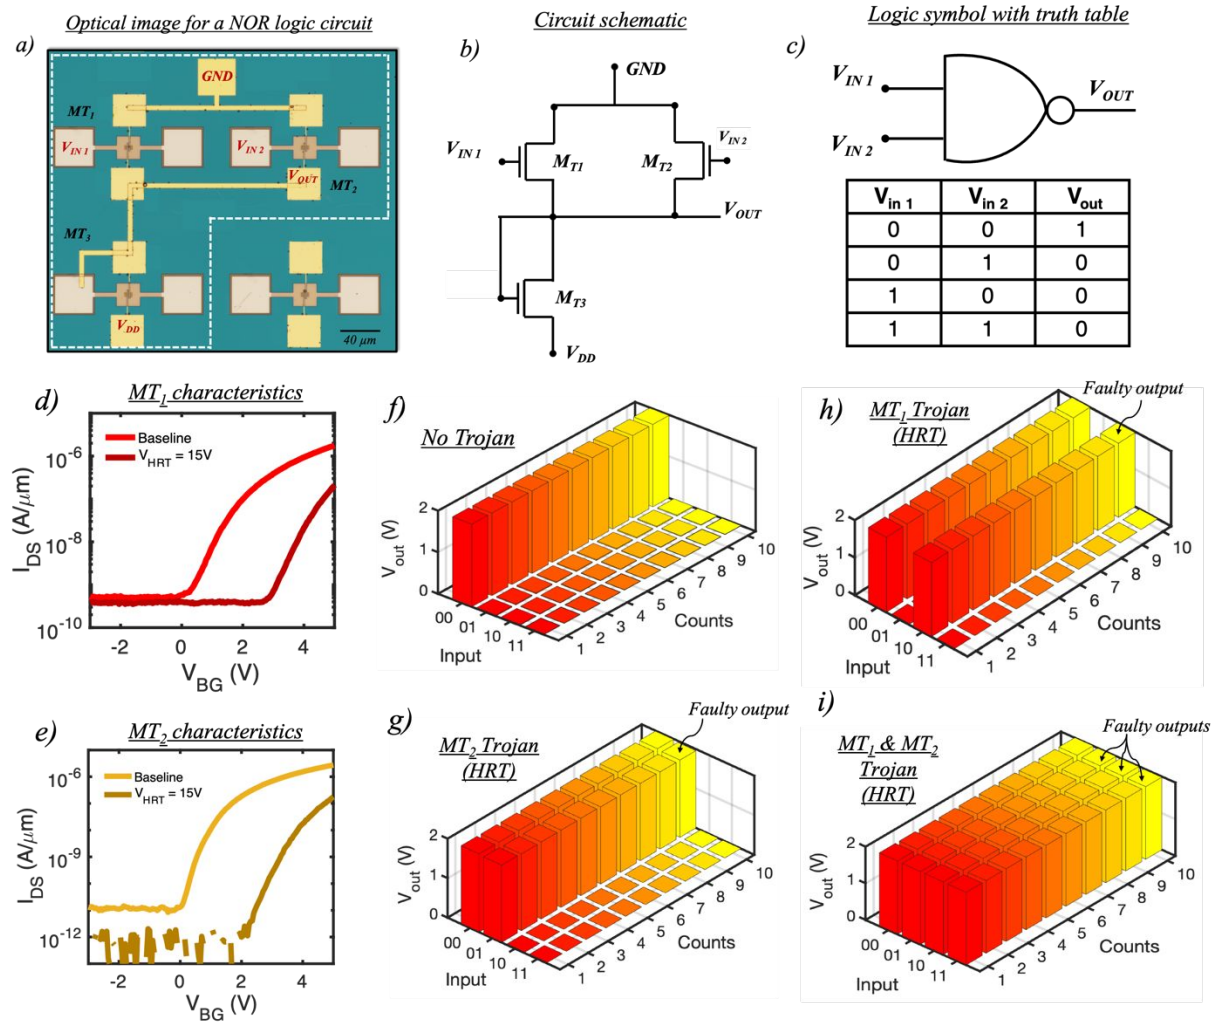 Optical image for a NOR logic circuit
a)
GND
MT1
VIN 1
VIN 2
VOUT
MT2
MT3
VDD
40 μm
Circuit schematic
b)
GND
VIN 1
MT1
MT2
VIN 2
VOUT
MT3
VDD
Logic symbol with truth table
c)
VIN 1
VIN 2
VOUT
Vin 1 Vin 2 Vout
0 0 1
0 1 0
1 0 0
1 1 0
d)
MT1 characteristics
Baseline
VHRT = 15V
IDS (A/μm)
10-6
10-8
10-10
-2 0 2 4
VBG (V)
e)
MT2 characteristics
Baseline
VHRT = 15V
IDS (A/μm)
10-6
10-9
10-12
-2 0 2 4
VBG (V)
f)
No Trojan
Vout (V)
2
1
0
00 01 10 11
Input
1 2 3 4 5 6 7 8 9 10
Counts
g)
MT2 Trojan
(HRT)
Faulty output
Vout (V)
2
1
0
00 01 10 11
Input
1 2 3 4 5 6 7 8 9 10
Counts
h)
MT1 Trojan
(HRT)
Faulty output
Vout (V)
2
1
0
00 01 10 11
Input
1 2 3 4 5 6 7 8 9 10
Counts
i)
MT1 & MT2
Trojan
(HRT)
Faulty outputs
Vout (V)
2
1
0
00 01 10 11
Input
1 2 3 4 5 6 7 8 9 10
Counts